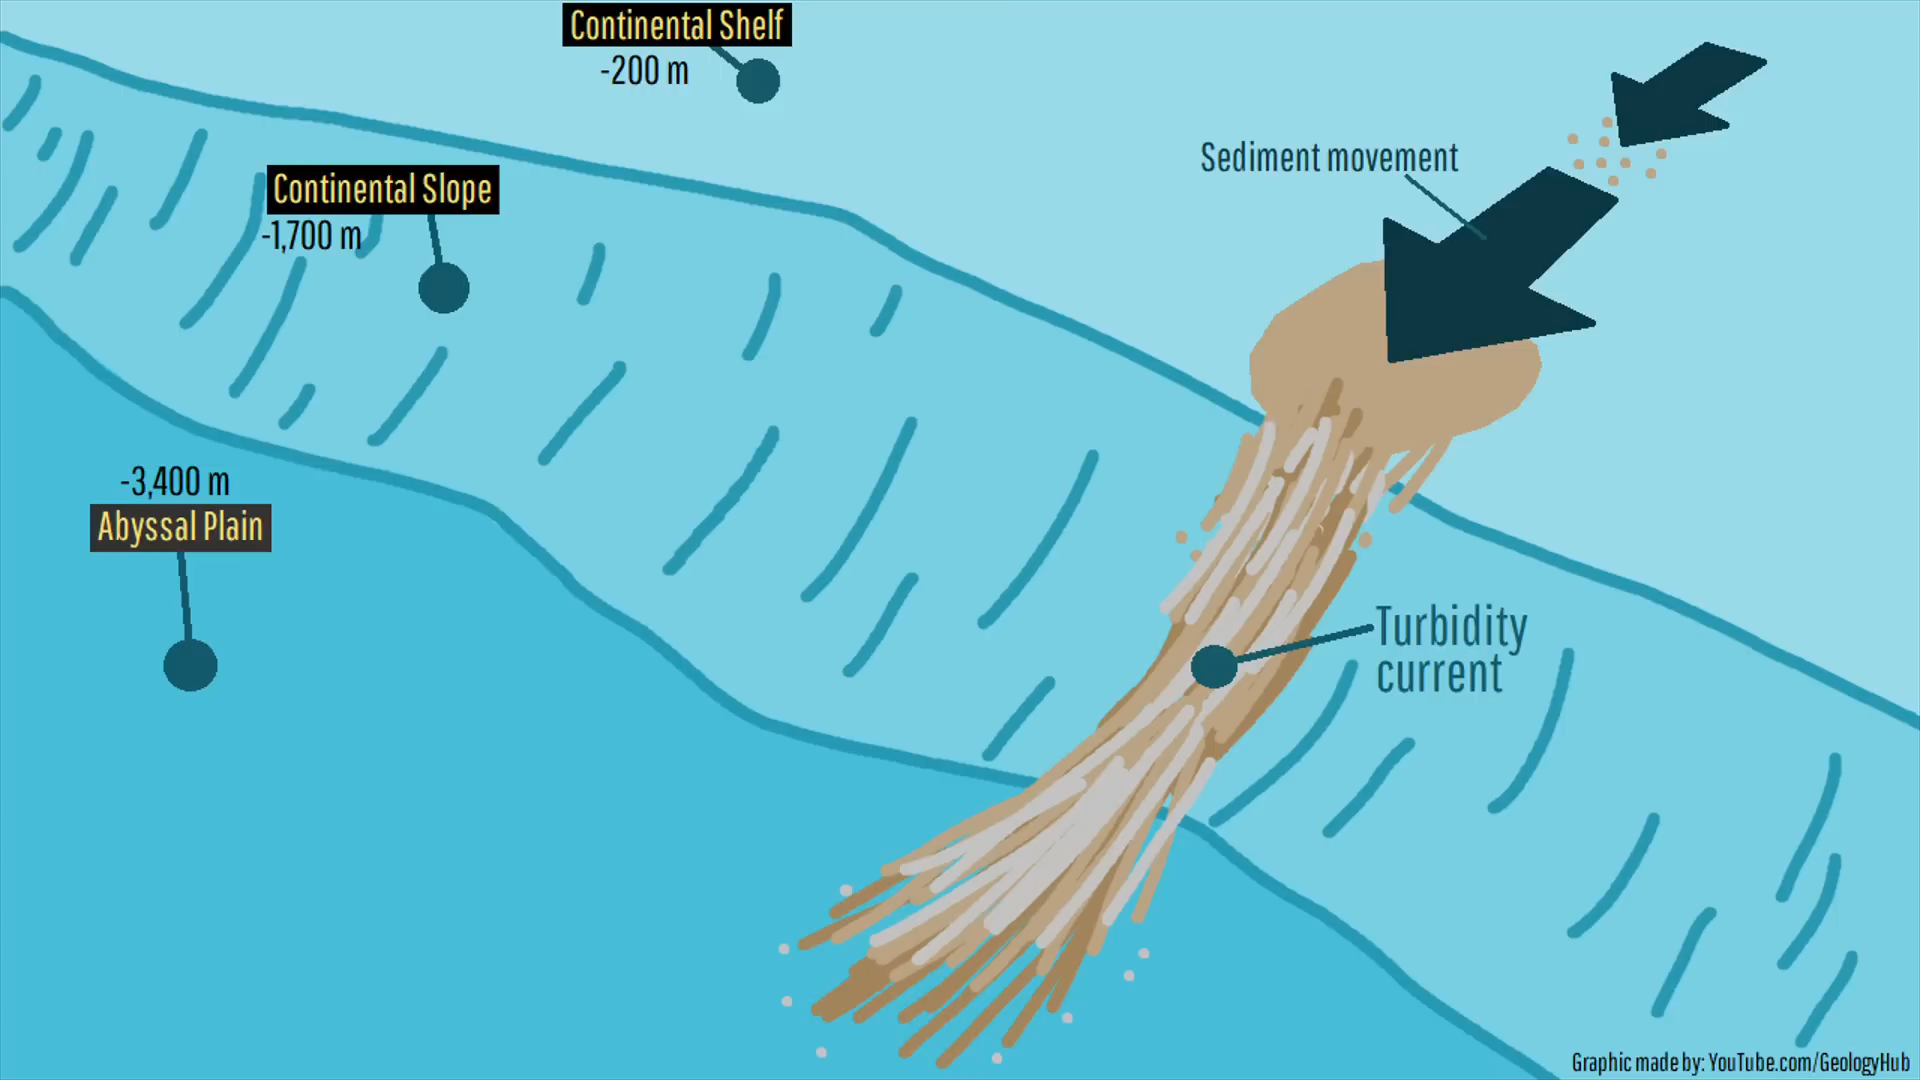 Continental Shelf
-200 m
Sediment movement
Continental Slope
-1,700 m
-3,400 m
Abyssal Plain
Turbidity
current
Graphic made by: YouTube.com/GeologyHub